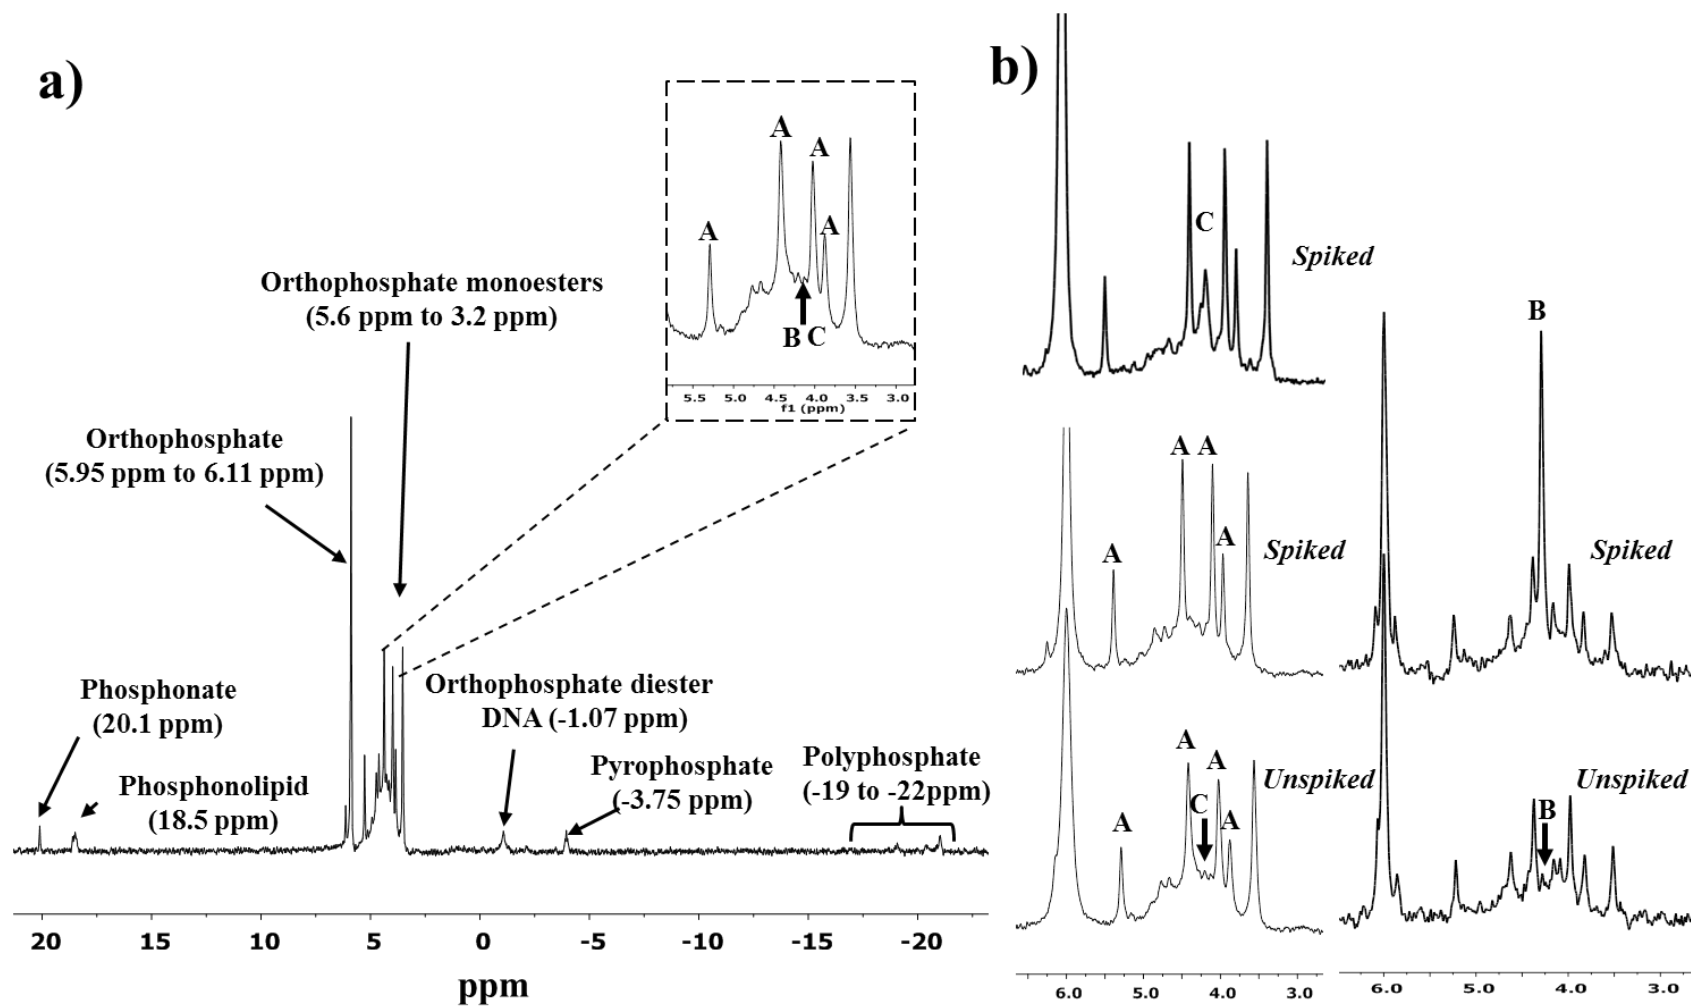 a)
Orthophosphate monoesters
(5.6 ppm to 3.2 ppm)
Orthophosphate
(5.95 ppm to 6.11 ppm)
Phosphonate
(20.1 ppm)
Phosphonolipid
(18.5 ppm)
Orthophosphate diester
DNA (-1.07 ppm)
Pyrophosphate
(-3.75 ppm)
Polyphosphate
(-19 to -22ppm)
A
A
A
A
B C
5.5 5.0 4.5 4.0 3.5 3.0
f1 (ppm)
20 15 10 5 0 -5 -10 -15 -20
ppm
b)
C
Spiked
A A
A
A
Spiked
A
A
C
A
A
Unspiked
6.0 5.0 4.0 3.0
B
Spiked
Unspiked
B
6.0 5.0 4.0 3.0